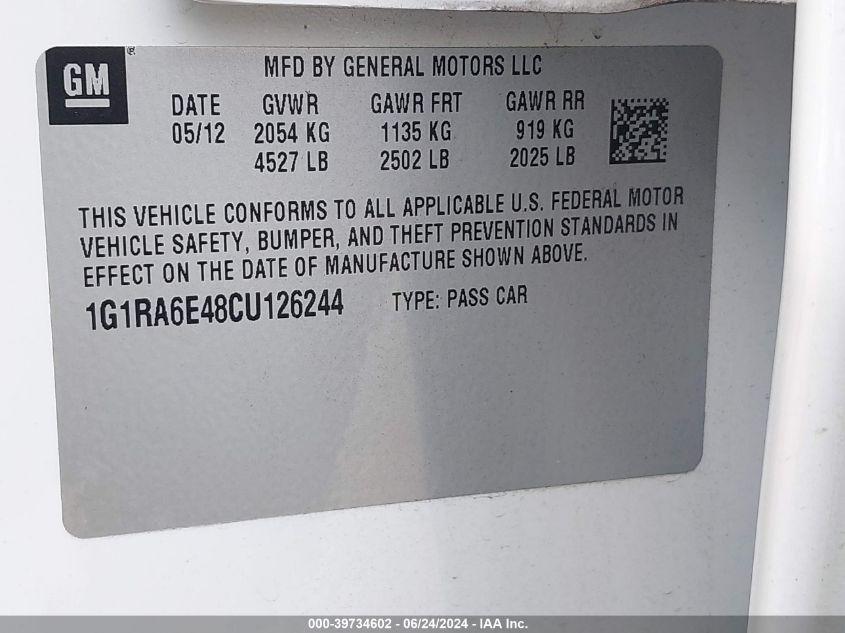 GM ®
MFD BY GENERAL MOTORS LLC
DATE GVWR GAWR FRT GAWR RR
05/12 2054 KG 1135 KG 919 KG
4527 LB 2502 LB 2025 LB
THIS VEHICLE CONFORMS TO ALL APPLICABLE U.S. FEDERAL MOTOR
VEHICLE SAFETY, BUMPER, AND THEFT PREVENTION STANDARDS IN
EFFECT ON THE DATE OF MANUFACTURE SHOWN ABOVE.
1G1RA6E48CU126244 TYPE: PASS CAR
000-39734602 - 06/24/2024 - IAA Inc.